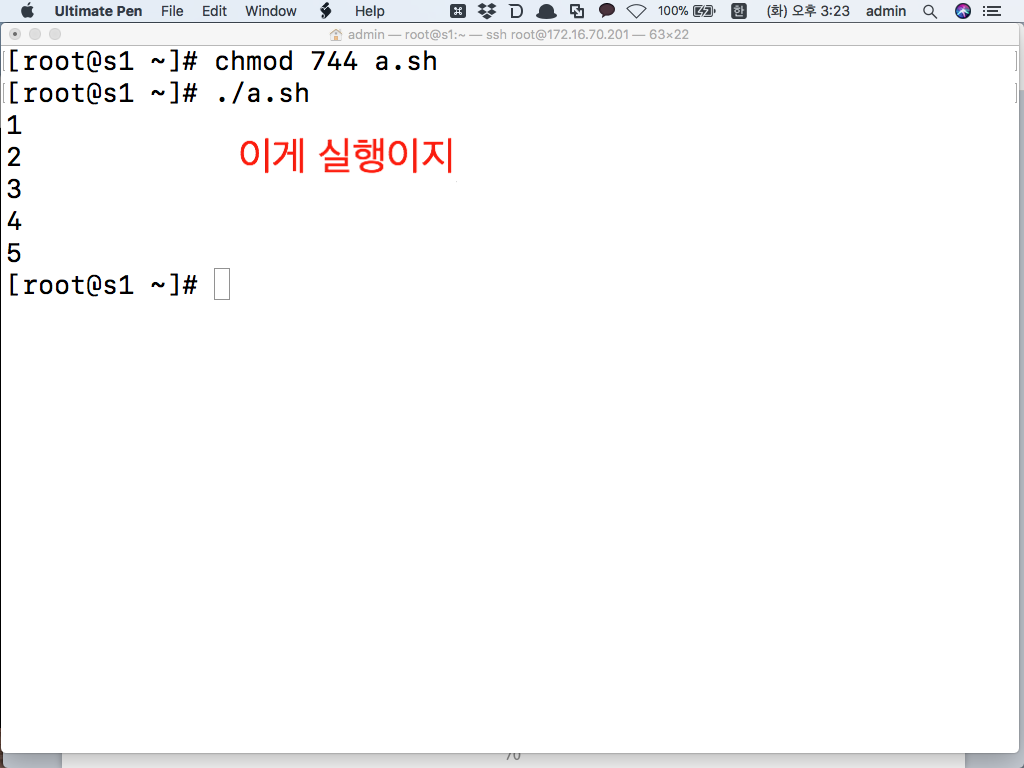 Ultimate Pen File Edit Window Help 100% 한 (화) 오후 3:23 admin
admin — root@s1:~ — ssh root@172.16.70.201 — 63×22
[root@s1 ~]# chmod 744 a.sh
[root@s1 ~]# ./a.sh
1
2
이게 실행이지
3
4
5
[root@s1 ~]#
70